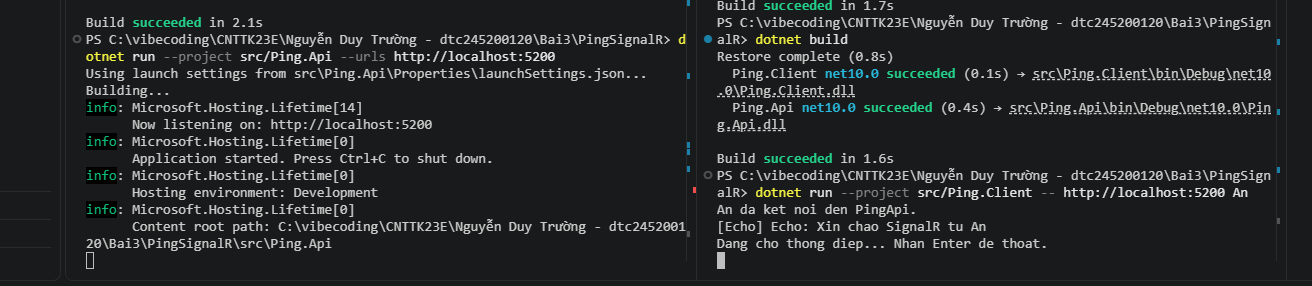 Build succeeded in 2.1s
PS C:\vibecoding\CNTTK23E\Nguyễn Duy Trường - dtc245200120\Bai3\PingSignalR> d
otnet run --project src/Ping.Api --urls http://localhost:5200
Using launch settings from src\Ping.Api\Properties\launchSettings.json...
Building...
info: Microsoft.Hosting.Lifetime[14]
Now listening on: http://localhost:5200
info: Microsoft.Hosting.Lifetime[0]
Application started. Press Ctrl+C to shut down.
info: Microsoft.Hosting.Lifetime[0]
Hosting environment: Development
info: Microsoft.Hosting.Lifetime[0]
Content root path: C:\vibecoding\CNTTK23E\Nguyễn Duy Trường - dtc2452001
20\Bai3\PingSignalR\src\Ping.Api
Build succeeded in 1.7s
PS C:\vibecoding\CNTTK23E\Nguyễn Duy Trường - dtc245200120\Bai3\PingSign
alR> dotnet build
Restore complete (0.8s)
Ping.Client net10.0 succeeded (0.1s) → src\Ping.Client\bin\Debug\net10
.0\Ping.Client.dll
Ping.Api net10.0 succeeded (0.4s) → src\Ping.Api\bin\Debug\net10.0\Pin
g.Api.dll
Build succeeded in 1.6s
PS C:\vibecoding\CNTTK23E\Nguyễn Duy Trường - dtc245200120\Bai3\PingSign
alR> dotnet run --project src/Ping.Client -- http://localhost:5200 An
An da ket noi den PingApi.
[Echo] Echo: Xin chao SignalR tu An
Dang cho thong diep... Nhan Enter de thoat.